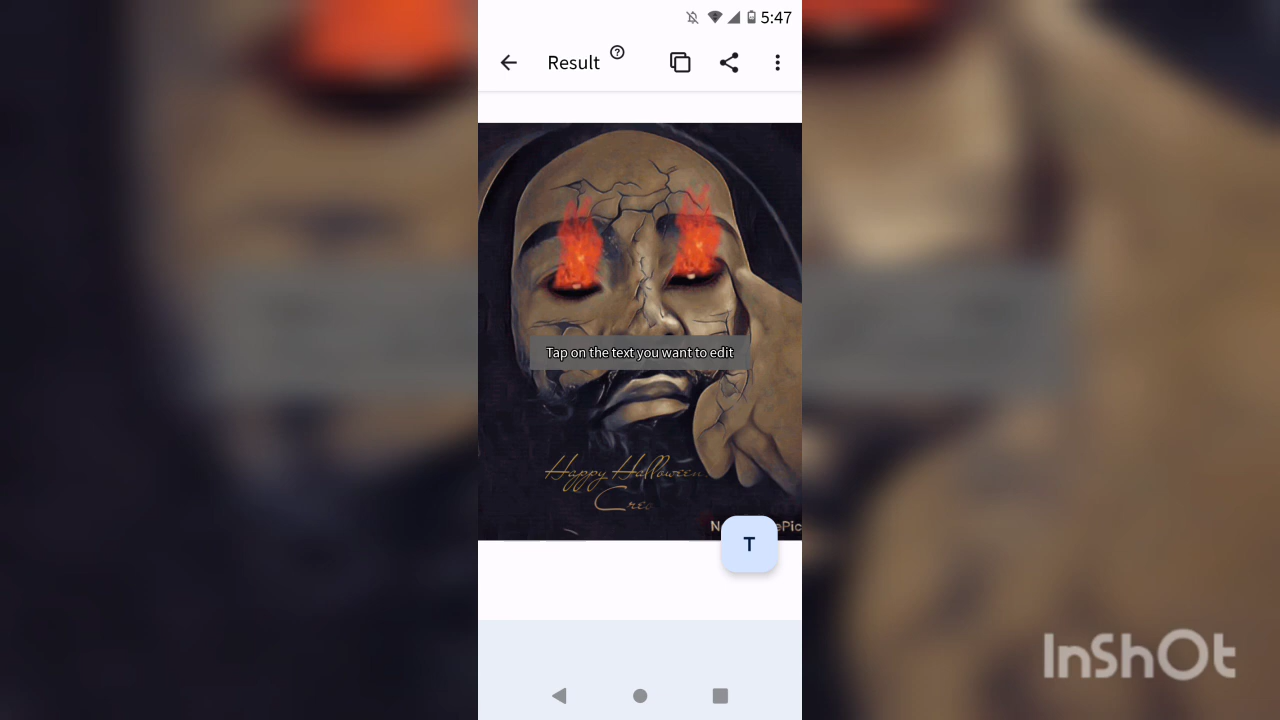 5:47
Result
Tap on the text you want to edit
Happy Halloween
T
InShOt